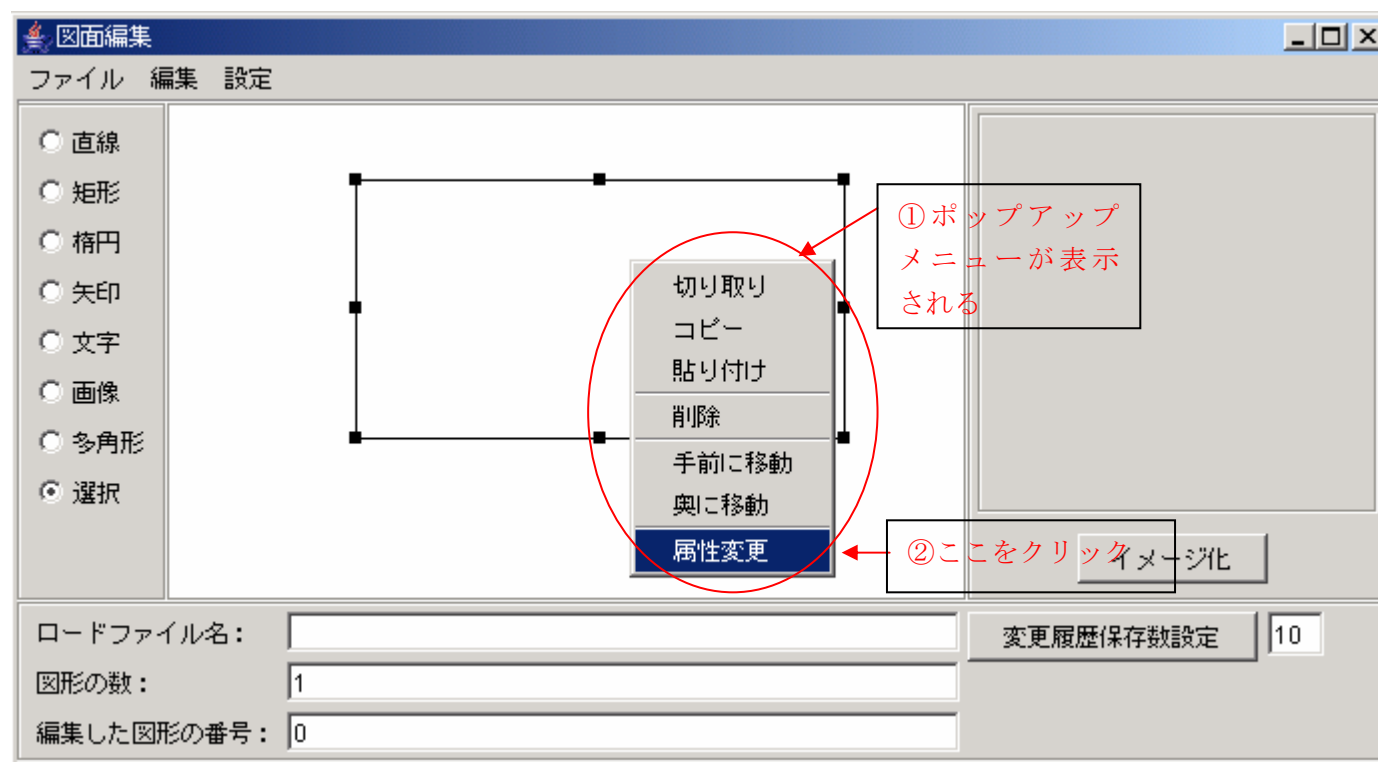 図面編集
ファイル 編集 設定
直線
矩形
楕円
矢印
文字
画像
多角形
選択
切り取り
コピー
貼り付け
削除
手前に移動
奥に移動
属性変更
①ポップアップ
メニューが表示
される
②ここをクリック
イメージ化
ロードファイル名:
変更履歴保存数設定 10
図形の数: 1
編集した図形の番号: 0